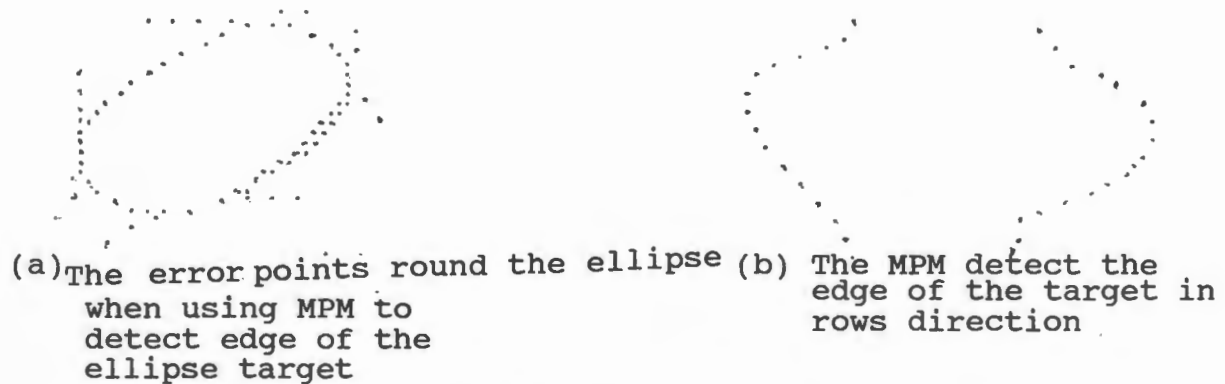 (a) The error points round the ellipse
when using MPM to
detect edge of the
ellipse target
(b) The MPM detect the
edge of the target in
rows direction